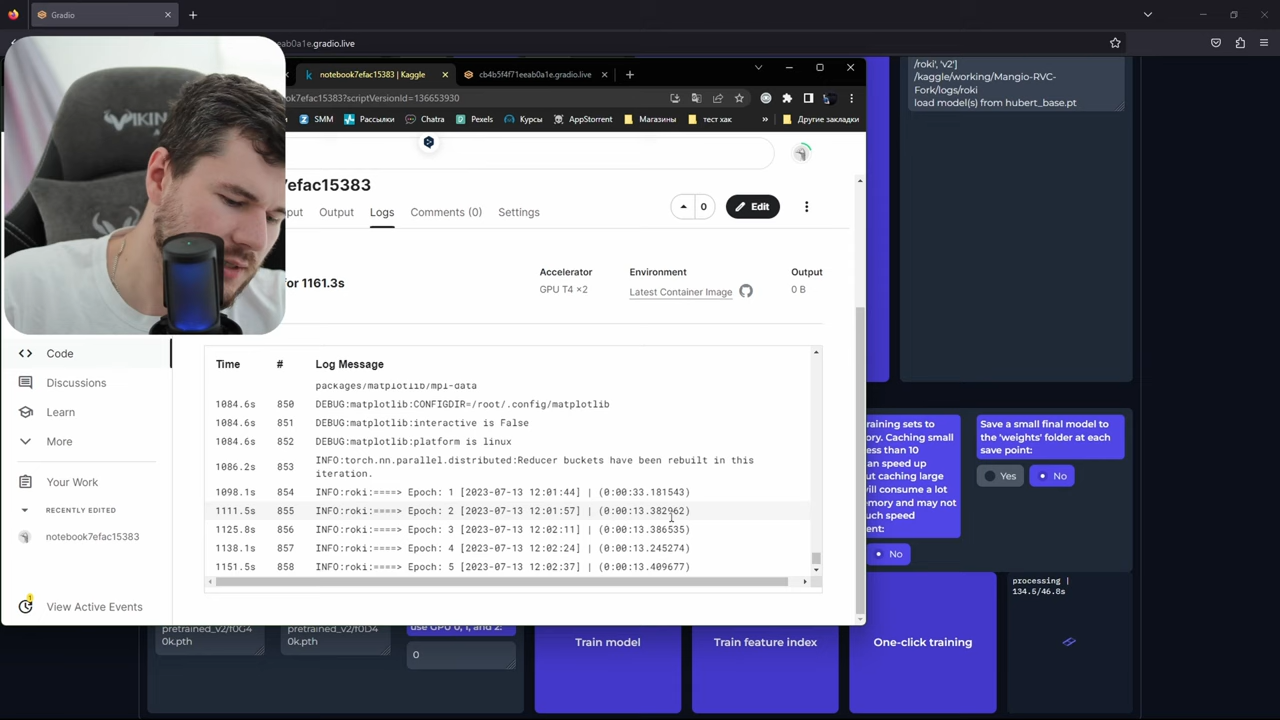 Gradio
ab0a1e.gradio.live
/roki', 'v2']
/kaggle/working/Mangio-RVC-
Fork/logs/roki
load model(s) from hubert_base.pt
notebook7efac15383 | Kaggle
cb4b5f4f71eeab0a1e.gradio.live
book7efac15383?scriptVersionId=136653930
SMM
Рассылки
Chatra
Pexels
Курсы
AppStorrent
Магазины
тест хак
Другие закладки
VIKING
7efac15383
0
Edit
put
Output
Logs
Comments (0)
Settings
for 1161.3s
Accelerator
GPU T4 ×2
Environment
Latest Container Image
Output
0 B
Code
Discussions
Learn
More
Your Work
RECENTLY EDITED
notebook7efac15383
View Active Events
Time # Log Message
packages/matplotlib/mpl-data
1084.6s 850 DEBUG:matplotlib:CONFIGDIR=/root/.config/matplotlib
1084.6s 851 DEBUG:matplotlib:interactive is False
1084.6s 852 DEBUG:matplotlib:platform is linux
1086.2s 853 INFO:torch.nn.parallel.distributed:Reducer buckets have been rebuilt in this
iteration.
1098.1s 854 INFO:roki:====> Epoch: 1 [2023-07-13 12:01:44] | (0:00:33.181543)
1111.5s 855 INFO:roki:====> Epoch: 2 [2023-07-13 12:01:57] | (0:00:13.382962)
1125.8s 856 INFO:roki:====> Epoch: 3 [2023-07-13 12:02:11] | (0:00:13.386535)
1138.1s 857 INFO:roki:====> Epoch: 4 [2023-07-13 12:02:24] | (0:00:13.245274)
1151.5s 858 INFO:roki:====> Epoch: 5 [2023-07-13 12:02:37] | (0:00:13.409677)
raining sets to
ory. Caching small
ess than 10
an speed up
ut caching large
will consume a lot
mory and may not
uch speed
ent:
No
Save a small final model to
the 'weights' folder at each
save point:
Yes
No
pretrained_v2/f0G4
0k.pth
pretrained_v2/f0D4
0k.pth
use GPU 0, 1, and 2:
0
Train model
Train feature index
One-click training
processing |
134.5/46.8s